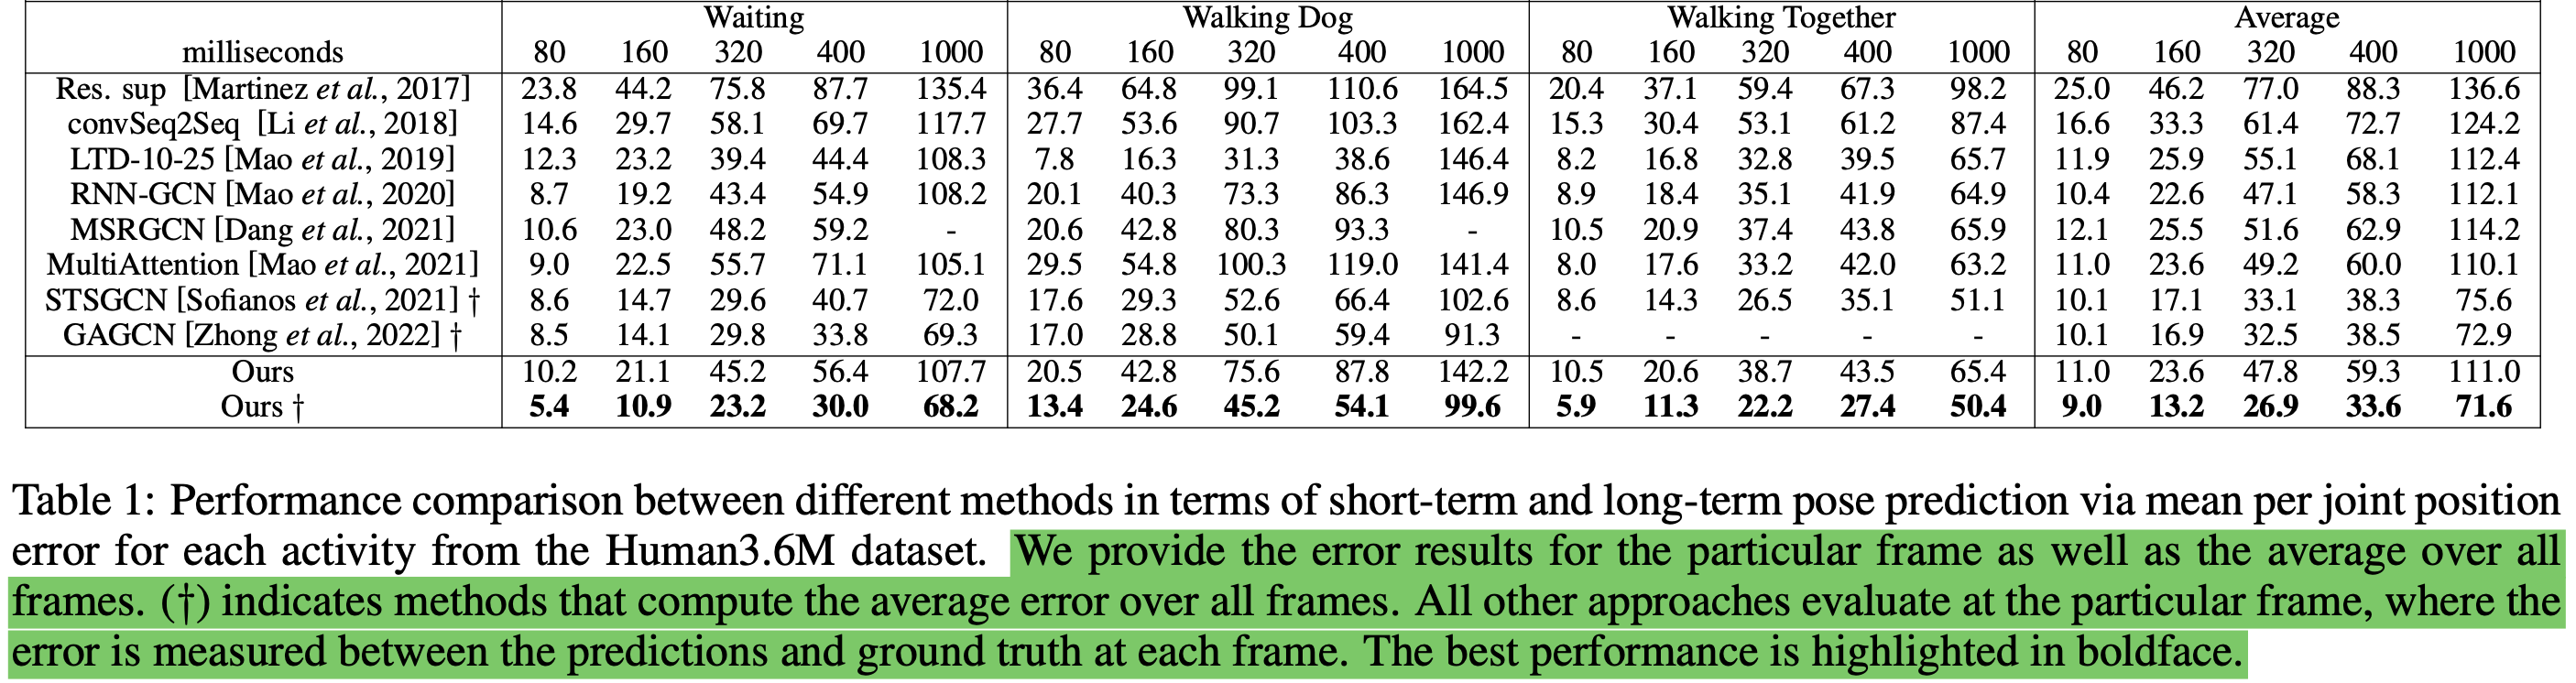 Waiting Walking Dog Walking Together Average
milliseconds 80 160 320 400 1000 80 160 320 400 1000 80 160 320 400 1000 80 160 320 400 1000
Res. sup [Martinez et al., 2017] 23.8 44.2 75.8 87.7 135.4 36.4 64.8 99.1 110.6 164.5 20.4 37.1 59.4 67.3 98.2 25.0 46.2 77.0 88.3 136.6
convSeq2Seq [Li et al., 2018] 14.6 29.7 58.1 69.7 117.7 27.7 53.6 90.7 103.3 162.4 15.3 30.4 53.1 61.2 87.4 16.6 33.3 61.4 72.7 124.2
LTD-10-25 [Mao et al., 2019] 12.3 23.2 39.4 44.4 108.3 7.8 16.3 31.3 38.6 146.4 8.2 16.8 32.8 39.5 65.7 11.9 25.9 55.1 68.1 112.4
RNN-GCN [Mao et al., 2020] 8.7 19.2 43.4 54.9 108.2 20.1 40.3 73.3 86.3 146.9 8.9 18.4 35.1 41.9 64.9 10.4 22.6 47.1 58.3 112.1
MSRGCN [Dang et al., 2021] 10.6 23.0 48.2 59.2 - 20.6 42.8 80.3 93.3 - 10.5 20.9 37.4 43.8 65.9 12.1 25.5 51.6 62.9 114.2
MultiAttention [Mao et al., 2021] 9.0 22.5 55.7 71.1 105.1 29.5 54.8 100.3 119.0 141.4 8.0 17.6 33.2 42.0 63.2 11.0 23.6 49.2 60.0 110.1
STSGCN [Sofianos et al., 2021] † 8.6 14.7 29.6 40.7 72.0 17.6 29.3 52.6 66.4 102.6 8.6 14.3 26.5 35.1 51.1 10.1 17.1 33.1 38.3 75.6
GAGCN [Zhong et al., 2022] † 8.5 14.1 29.8 33.8 69.3 17.0 28.8 50.1 59.4 91.3 - - - - - 10.1 16.9 32.5 38.5 72.9
Ours 10.2 21.1 45.2 56.4 107.7 20.5 42.8 75.6 87.8 142.2 10.5 20.6 38.7 43.5 65.4 11.0 23.6 47.8 59.3 111.0
Ours † 5.4 10.9 23.2 30.0 68.2 13.4 24.6 45.2 54.1 99.6 5.9 11.3 22.2 27.4 50.4 9.0 13.2 26.9 33.6 71.6
Table 1: Performance comparison between different methods in terms of short-term and long-term pose prediction via mean per joint position
error for each activity from the Human3.6M dataset. We provide the error results for the particular frame as well as the average over all
frames. (†) indicates methods that compute the average error over all frames. All other approaches evaluate at the particular frame, where the
error is measured between the predictions and ground truth at each frame. The best performance is highlighted in boldface.